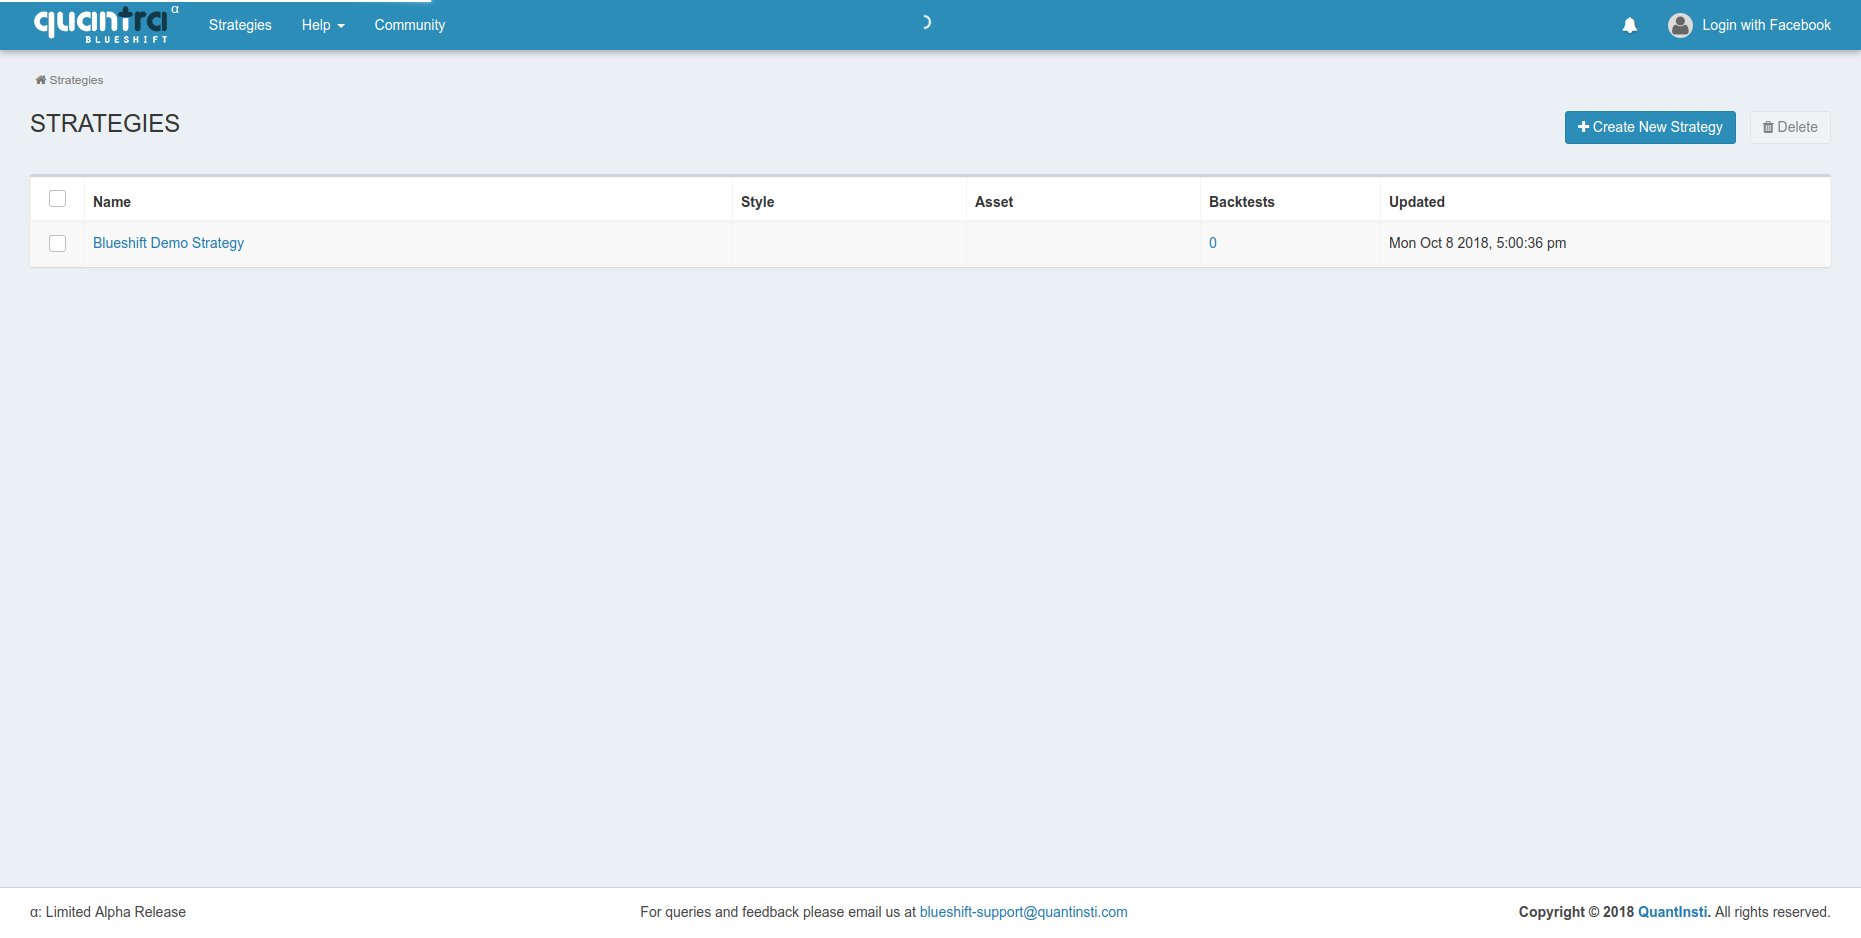 quantra α
BLUESHIFT
Strategies Help Community Login with Facebook
Strategies
STRATEGIES
Create New Strategy Delete
Name Style Asset Backtests Updated
Blueshift Demo Strategy 0 Mon Oct 8 2018, 5:00:36 pm
α: Limited Alpha Release For queries and feedback please email us at blueshift-support@quantinsti.com Copyright © 2018 QuantInsti. All rights reserved.